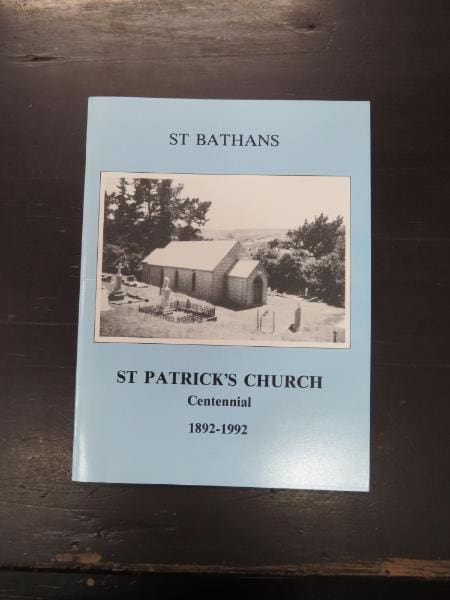 ST BATHANS
ST PATRICK'S CHURCH
Centennial
1892-1992